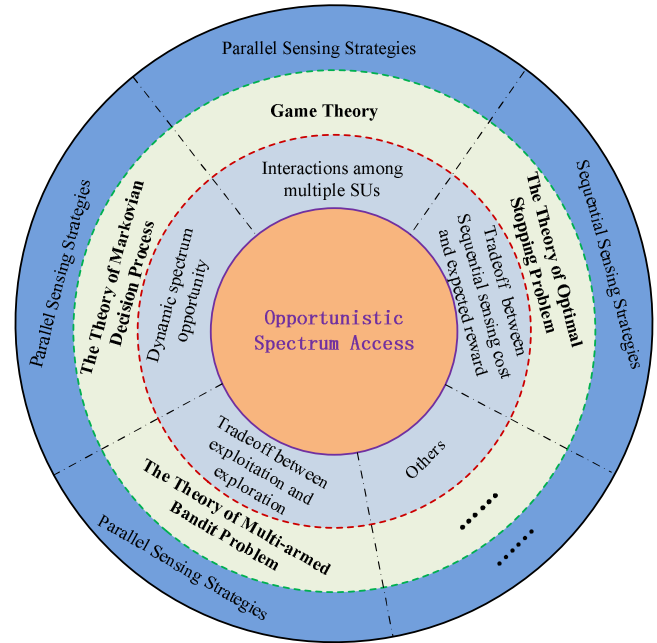 Parallel Sensing Strategies
Game Theory
Interactions among
multiple SUs
Parallel Sensing Strategies
The Theory of Markovian
Decision Process
Dynamic spectrum
opportunity
Opportunistic
Spectrum Access
Tradeoff between
Sequential sensing cost
and expected reward
The Theory of Optimal
Stopping Problem
Sequential Sensing Strategies
Tradeoff between
exploitation and
exploration
The Theory of Multi-armed
Bandit Problem
Parallel Sensing Strategies
Others
......
......